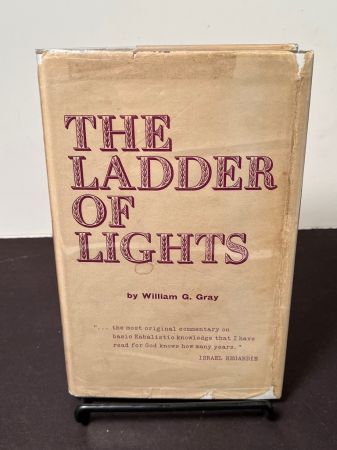 THE
LADDER
OF
LIGHTS
by William G. Gray
"... the most original commentary on
basic Kabalistic knowledge that I have
read for God knows how many years."
ISRAEL REGARDIE